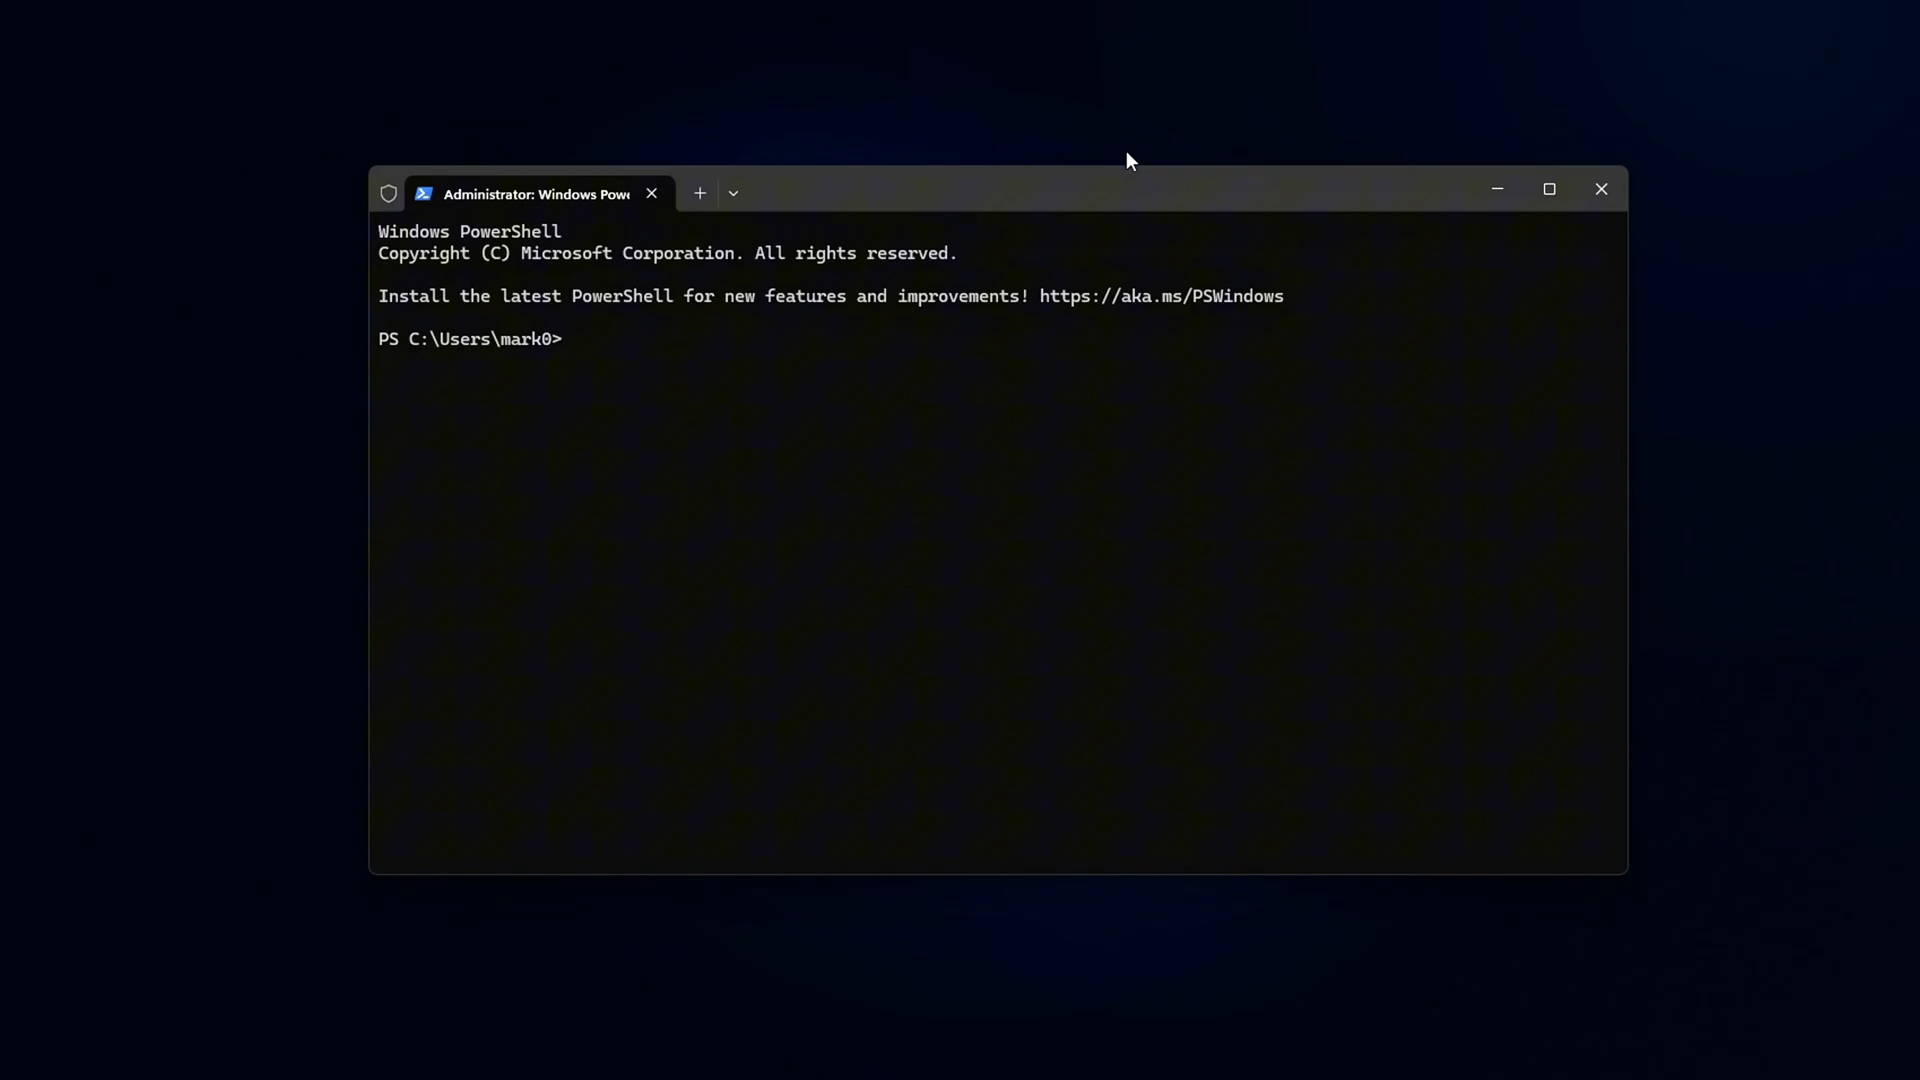 Administrator: Windows Powe
Windows PowerShell
Copyright (C) Microsoft Corporation. All rights reserved.
Install the latest PowerShell for new features and improvements! https://aka.ms/PSWindows
PS C:\Users\mark0>